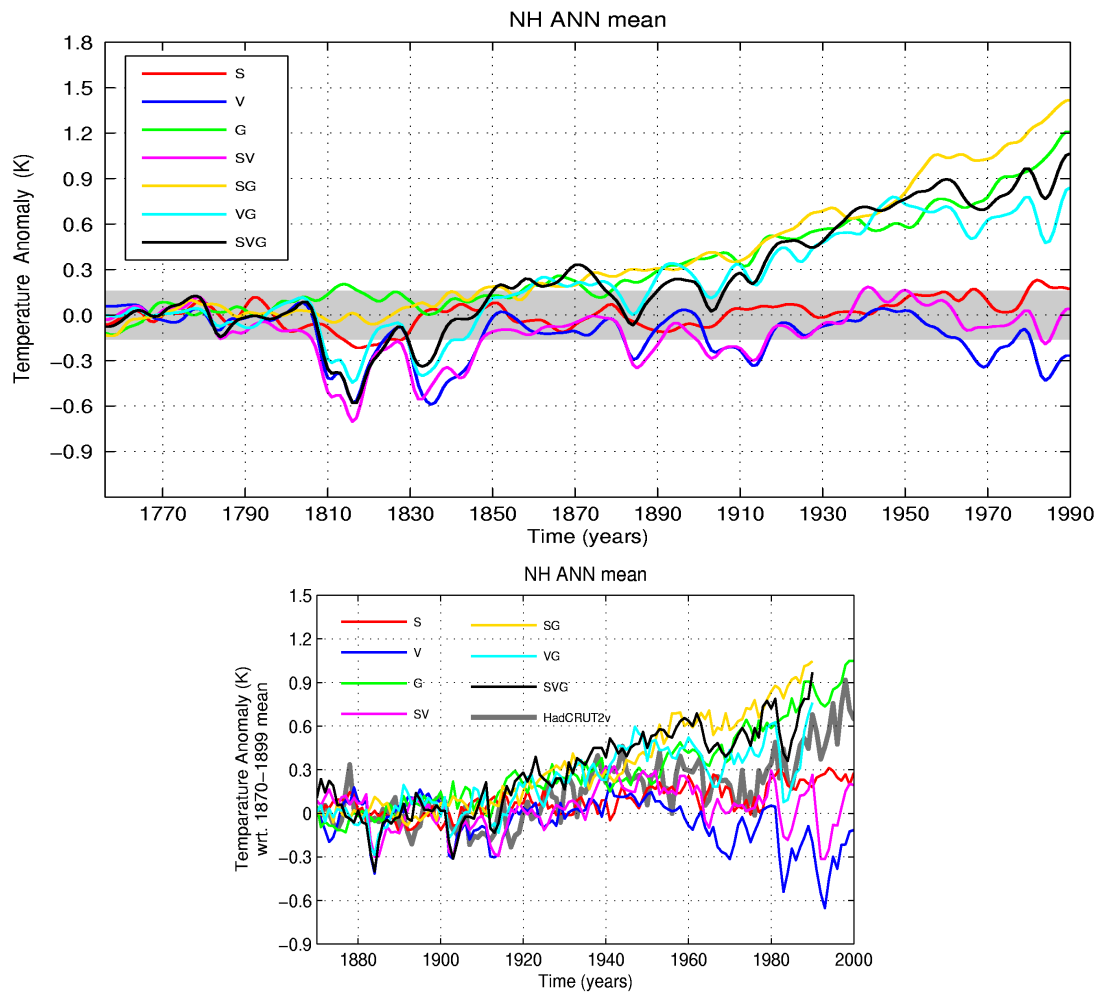 NH ANN mean
1.8
1.5
1.2
0.9
0.6
0.3
0.0
−0.3
−0.6
−0.9
Temperature Anomaly (K)
S
V
G
SV
SG
VG
SVG
1770 1790 1810 1830 1850 1870 1890 1910 1930 1950 1970 1990
Time (years)
NH ANN mean
1.5
1.2
0.9
0.6
0.3
0
−0.3
−0.6
−0.9
Temparature Anomaly (K)
wrt. 1870−1899 mean
S
V
G
SV
SG
VG
SVG
HadCRUT2v
1880 1900 1920 1940 1960 1980 2000
Time (years)